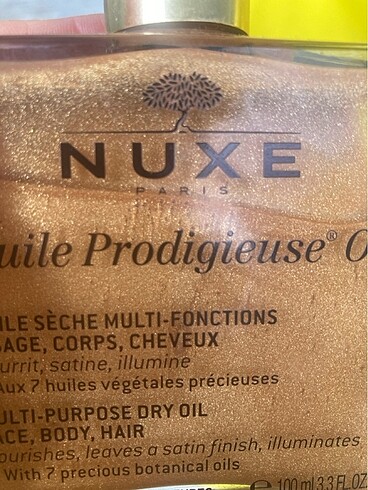 NUXE
PARIS
uile Prodigieuse® O
ILE SÈCHE MULTI-FONCTIONS
SAGE, CORPS, CHEVEUX
urrit, satine, illumine
Aux 7 huiles végétales précieuses
ULTI-PURPOSE DRY OIL
ACE, BODY, HAIR
ourishes, leaves a satin finish, illuminates
With 7 precious botanical oils
℮ 100 ml 3.3 FL.OZ